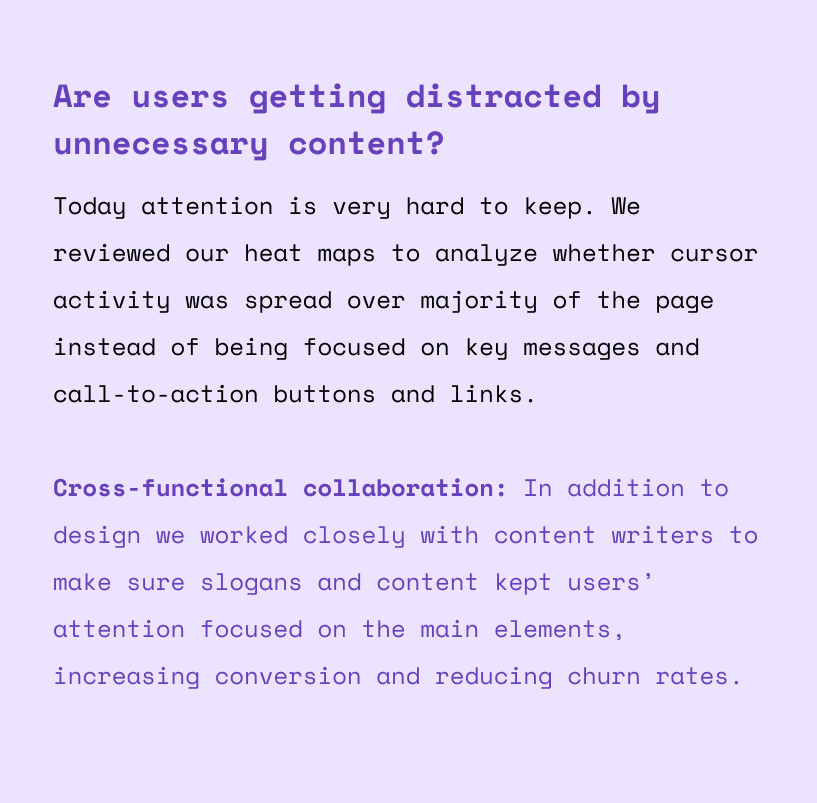 Are users getting distracted by
unnecessary content?
Today attention is very hard to keep. We
reviewed our heat maps to analyze whether cursor
activity was spread over majority of the page
instead of being focused on key messages and
call-to-action buttons and links.
Cross-functional collaboration: In addition to
design we worked closely with content writers to
make sure slogans and content kept users’
attention focused on the main elements,
increasing conversion and reducing churn rates.